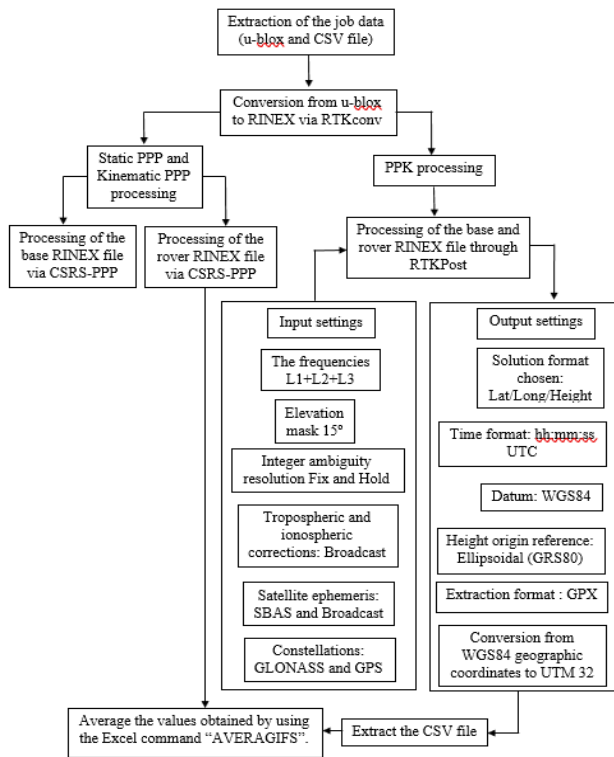 Extraction of the job data
(u-blox and CSV file)
Conversion from u-blox
to RINEX via RTKconv
Static PPP and
Kinematic PPP
processing
PPK processing
Processing of the
base RINEX file
via CSRS-PPP
Processing of the
rover RINEX file
via CSRS-PPP
Processing of the base and
rover RINEX file through
RTKPost
Input settings
The frequencies
L1+L2+L3
Elevation
mask 15°
Integer ambiguity
resolution Fix and Hold
Tropospheric and
ionospheric
corrections: Broadcast
Satellite ephemeris:
SBAS and Broadcast
Constellations:
GLONASS and GPS
Output settings
Solution format
chosen:
Lat/Long/Height
Time format: hh:mm:ss
UTC
Datum: WGS84
Height origin reference:
Ellipsoidal (GRS80)
Extraction format : GPX
Conversion from
WGS84 geographic
coordinates to UTM 32
Average the values obtained by using
the Excel command “AVERAGIFS”.
Extract the CSV file